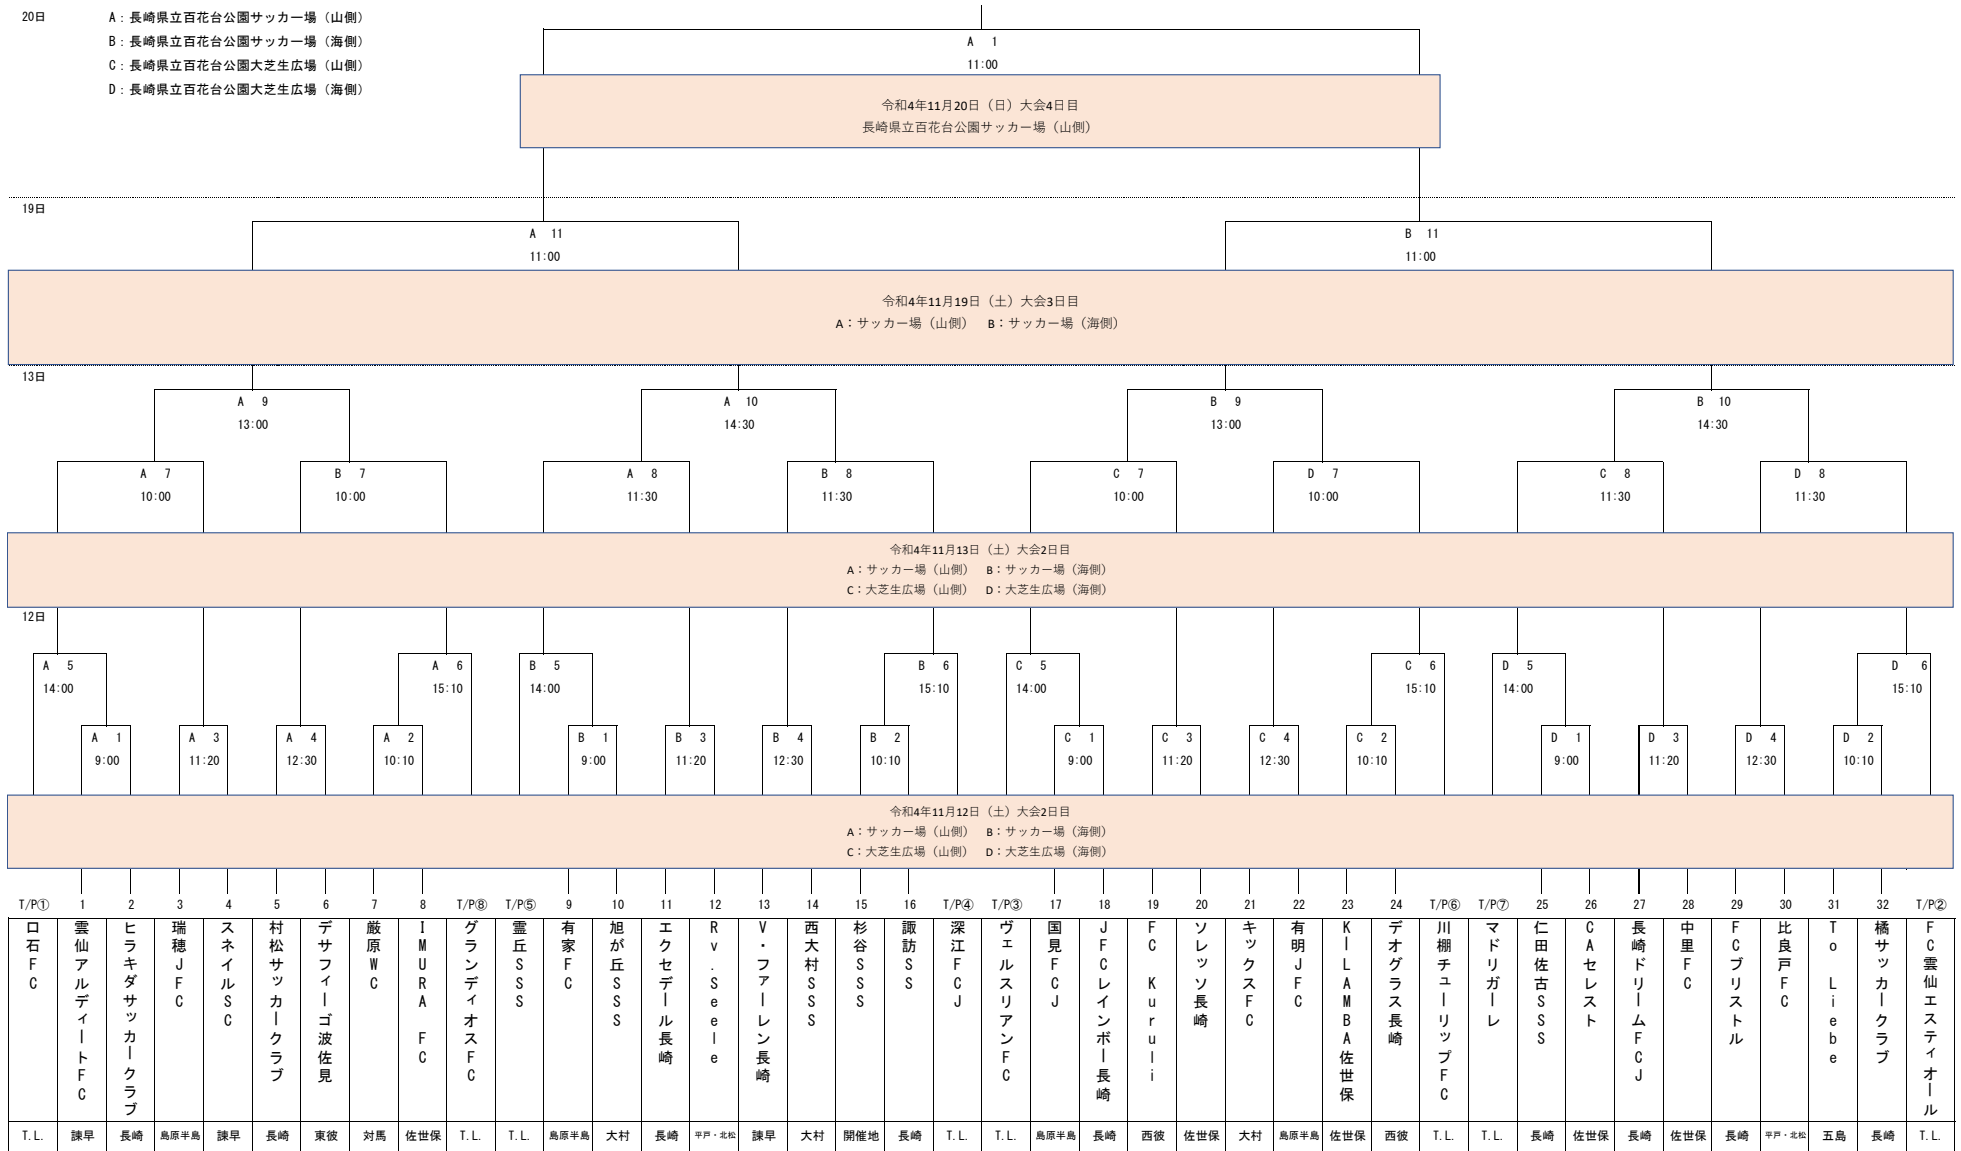 20日
A：長崎県立百花台公園サッカー場（山側）
B：長崎県立百花台公園サッカー場（海側）
C：長崎県立百花台公園大芝生広場（山側）
D：長崎県立百花台公園大芝生広場（海側）
A 1
11:00
令和4年11月20日（日）大会4日目
長崎県立百花台公園サッカー場（山側）
19日
A 11 B 11
11:00 11:00
令和4年11月19日（土）大会3日目
A：サッカー場（山側） B：サッカー場（海側）
13日
A 9 A 10 B 9 B 10
13:00 14:30 13:00 14:30
A 7 B 7 A 8 B 8 C 7 D 7 C 8 D 8
10:00 10:00 11:30 11:30 10:00 10:00 11:30 11:30
令和4年11月13日（土）大会2日目
A：サッカー場（山側） B：サッカー場（海側）
C：大芝生広場（山側） D：大芝生広場（海側）
12日
A 5 A 6 B 5 B 6 C 5 C 6 D 5 D 6
14:00 15:10 14:00 15:10 14:00 15:10 14:00 15:10
A 1 A 3 A 4 A 2 B 1 B 3 B 4 B 2 C 1 C 3 C 4 C 2 D 1 D 3 D 4 D 2
9:00 11:20 12:30 10:10 9:00 11:20 12:30 10:10 9:00 11:20 12:30 10:10 9:00 11:20 12:30 10:10
令和4年11月12日（土）大会2日目
A：サッカー場（山側） B：サッカー場（海側）
C：大芝生広場（山側） D：大芝生広場（海側）
T/P① 1 2 3 4 5 6 7 8 T/P⑧ T/P⑤ 9 10 11 12 13 14 15 16 T/P④ T/P③ 17 18 19 20 21 22 23 24 T/P⑥ T/P⑦ 25 26 27 28 29 30 31 32 T/P②
口石FC
雲仙アルディートFC
ヒラキダサッカークラブ
瑞穂JFC
スネイルSC
村松サッカークラブ
デサフィーゴ波佐見
厳原WC
IMURA FC
グランディオスFC
霊丘SSS
有家FC
旭が丘SSS
エクセデール長崎
Rv.Seele
V・ファーレン長崎
西大村SSS
杉谷SSS
諏訪SS
深江FCJ
ヴェルスリアンFC
国見FCJ
JFCレインボー長崎
FC Kuruli
ソレッソ長崎
キックスFC
有明JFC
KILAMBA佐世保
デオグラス長崎
川棚チューリップFC
マドリガーレ
仁田佐古SSS
CAセレスト
長崎ドリームFCJ
中里FC
FCブリストル
比良戸FC
To Liebe
橘サッカークラブ
FC雲仙エスティオール
T.L. 諫早 長崎 島原半島 諫早 長崎 東彼 対馬 佐世保 T.L. T.L. 島原半島 大村 長崎 平戸・北松 諫早 大村 開催地 長崎 T.L. T.L. 島原半島 長崎 西彼 佐世保 大村 島原半島 佐世保 西彼 T.L. T.L. 長崎 佐世保 長崎 佐世保 長崎 平戸・北松 五島 長崎 T.L.